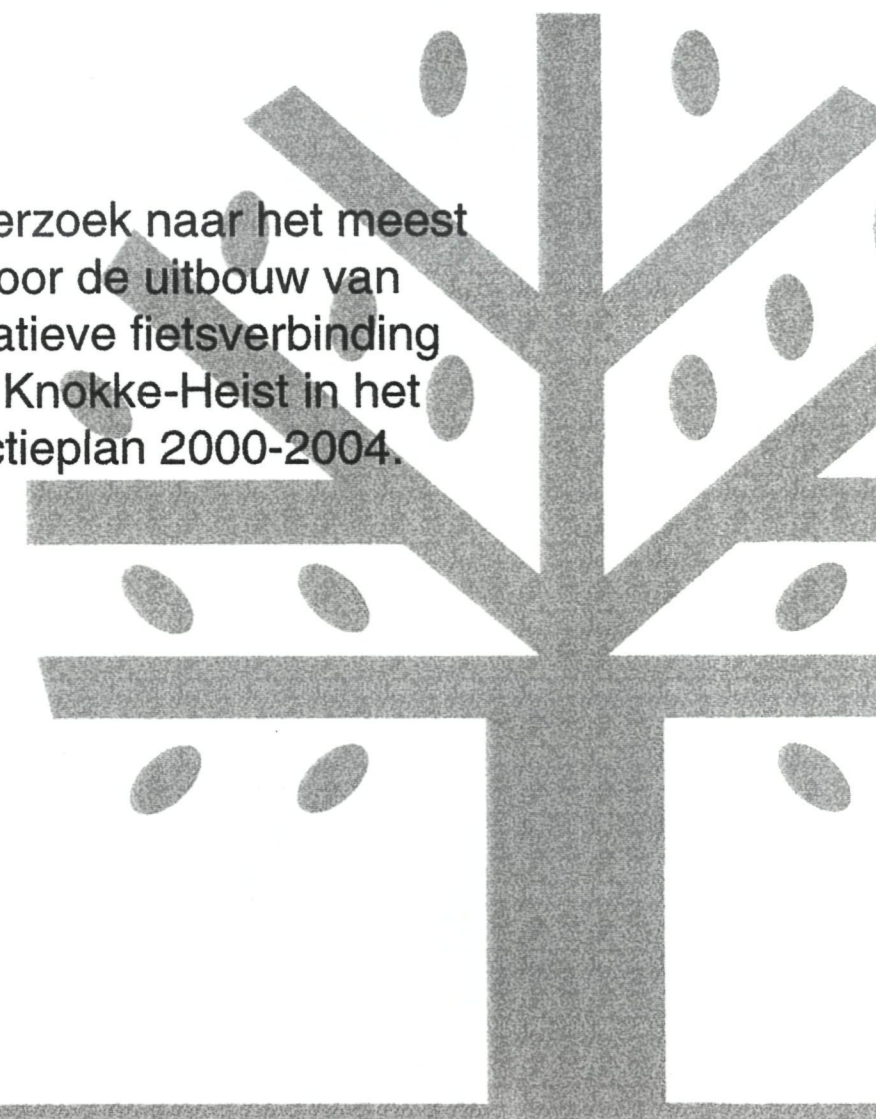 erzoek naar het meest
oor de uitbouw van
atieve fietsverbinding
Knokke-Heist in het
ctieplan 2000-2004.